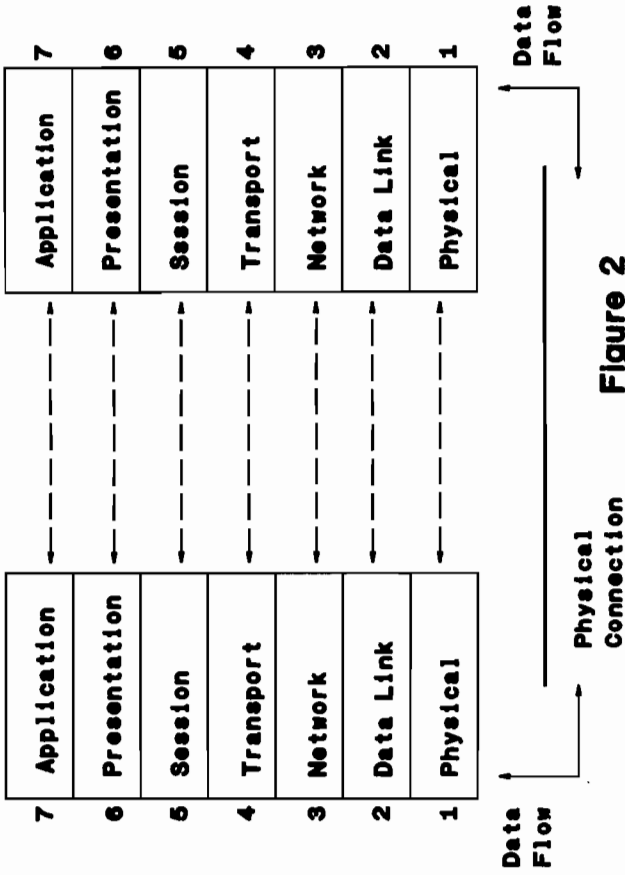 7 Application Application 7
6 Presentation Presentation 6
5 Session Session 5
4 Transport Transport 4
3 Network Network 3
2 Data Link Data Link 2
1 Physical Physical 1
Data
Flow
Data
Flow
Physical
Connection
Figure 2